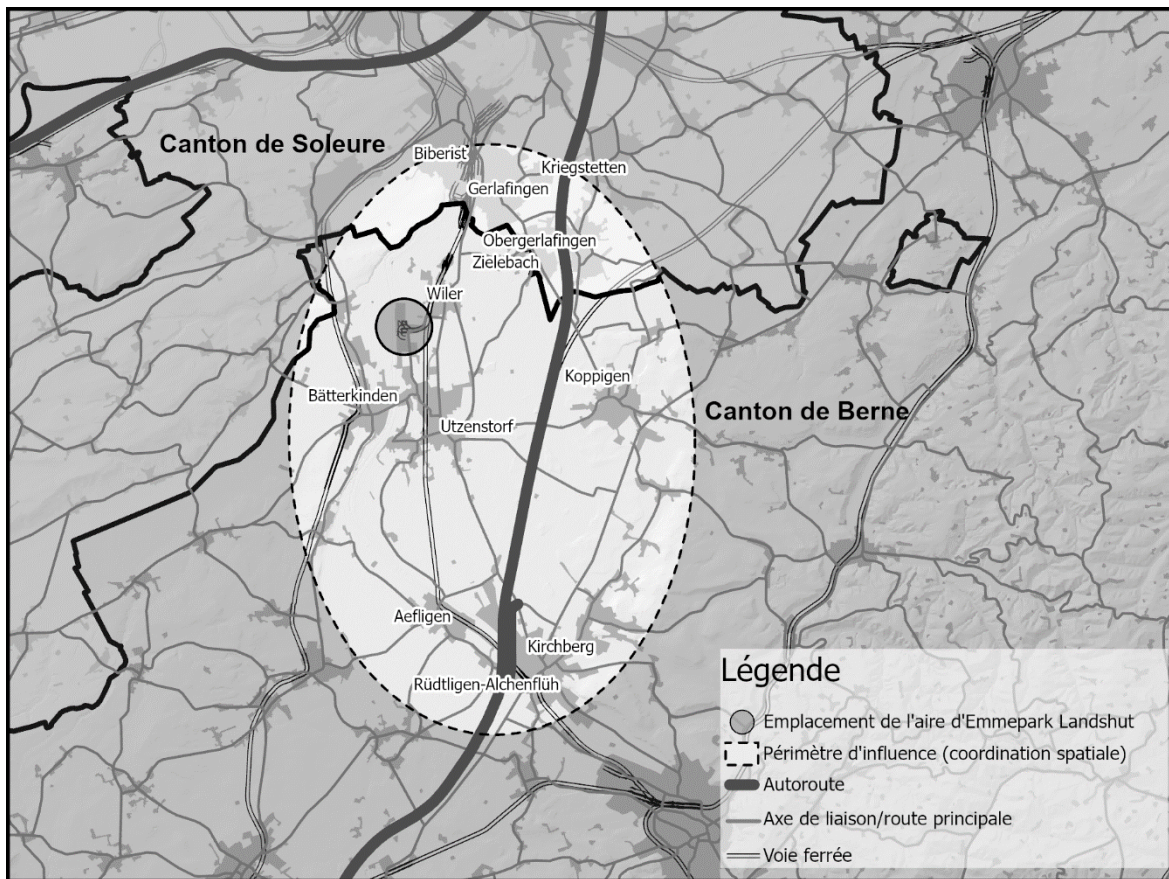 Canton de Soleure
Biberist
Kriegstetten
Gerlafingen
Obergerlafingen
Zielebach
Wiler
Koppigen
Bätterkinden
Canton de Berne
Utzenstorf
Aefligen
Kirchberg
Rüdtligen-Alchenflüh
Légende
Emplacement de l'aire d'Emmepark Landshut
Périmètre d'influence (coordination spatiale)
Autoroute
Axe de liaison/route principale
Voie ferrée